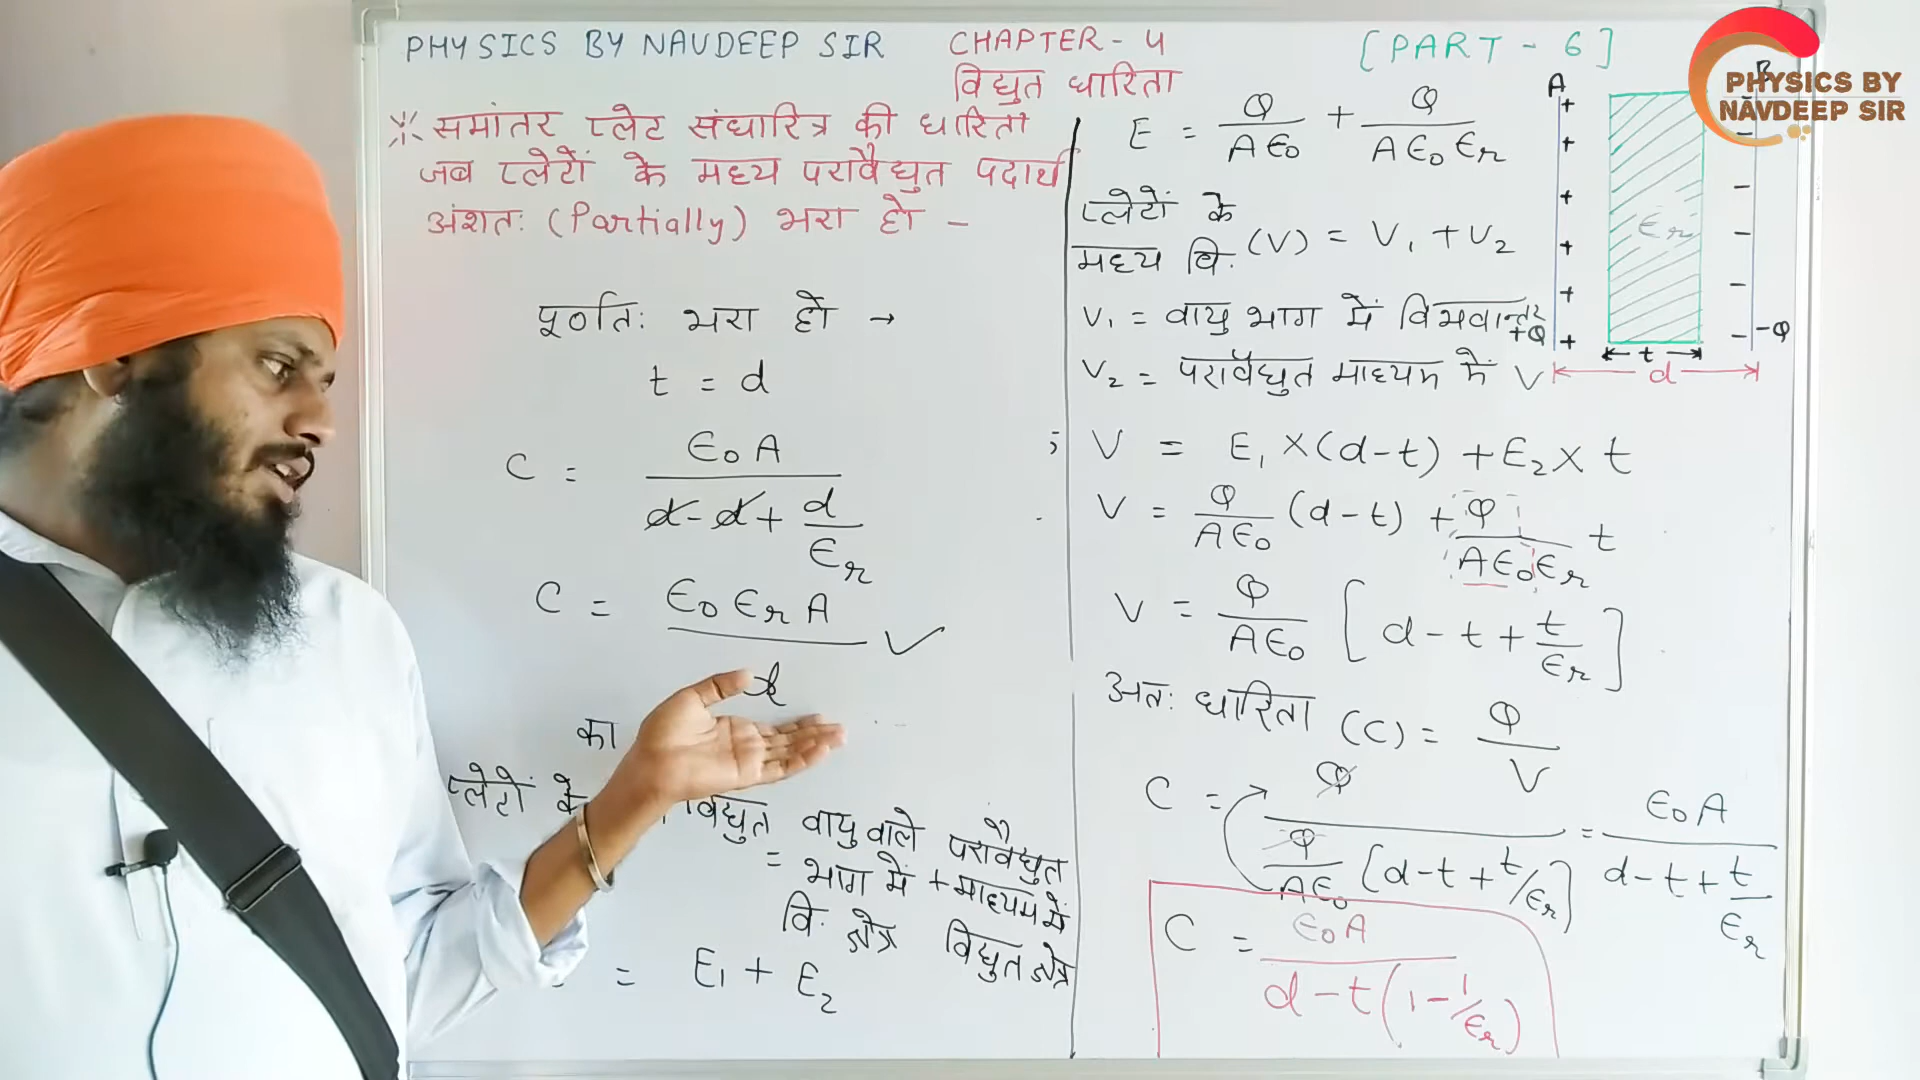 PHYSICS BY NAVDEEP SIR CHAPTER - 4 [PART - 6]
विद्युत धारिता
PHYSICS BY
NAVDEEP SIR
समांतर प्लेट संधारित्र की धारिता
जब प्लेटों के मध्य परावैद्युत पदार्थ
अंशतः (Partially) भरा हो -
पूर्णतः भरा हो →
t = d
C = ϵ₀A / (d - d + d/ϵr)
C = ϵ₀ϵrA / d ✓
का
प्लेटों के
विद्युत वायु वाले परावैद्युत
= भाग में + माध्यम में
वि. क्षेत्र विद्युत क्षेत्र
= E₁ + E₂
E = Q/Aϵ₀ + Q/Aϵ₀ϵr
प्लेटों के
मध्य वि. (V) = V₁ + V₂
V₁ = वायु भाग में विभवान्तर
V₂ = परावैद्युत माध्यम में V
; V = E₁ × (d-t) + E₂ × t
V = Q/Aϵ₀ (d-t) + Q/Aϵ₀ϵr t
V = Q/Aϵ₀ [d - t + t/ϵr]
अतः धारिता (C) = Q/V
C = Q / (Q/Aϵ₀ [d-t+t/ϵr]) = ϵ₀A / (d-t+t/ϵr)
C = ϵ₀A / (d-t(1-1/ϵr))
A B
+ + + + + +
ϵr
- - - - -
+Q -Q
t
d